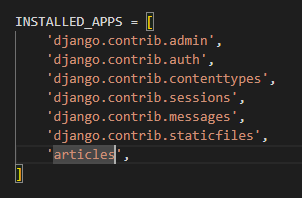 INSTALLED_APPS = [
    'django.contrib.admin',
    'django.contrib.auth',
    'django.contrib.contenttypes',
    'django.contrib.sessions',
    'django.contrib.messages',
    'django.contrib.staticfiles',
    'articles',
]